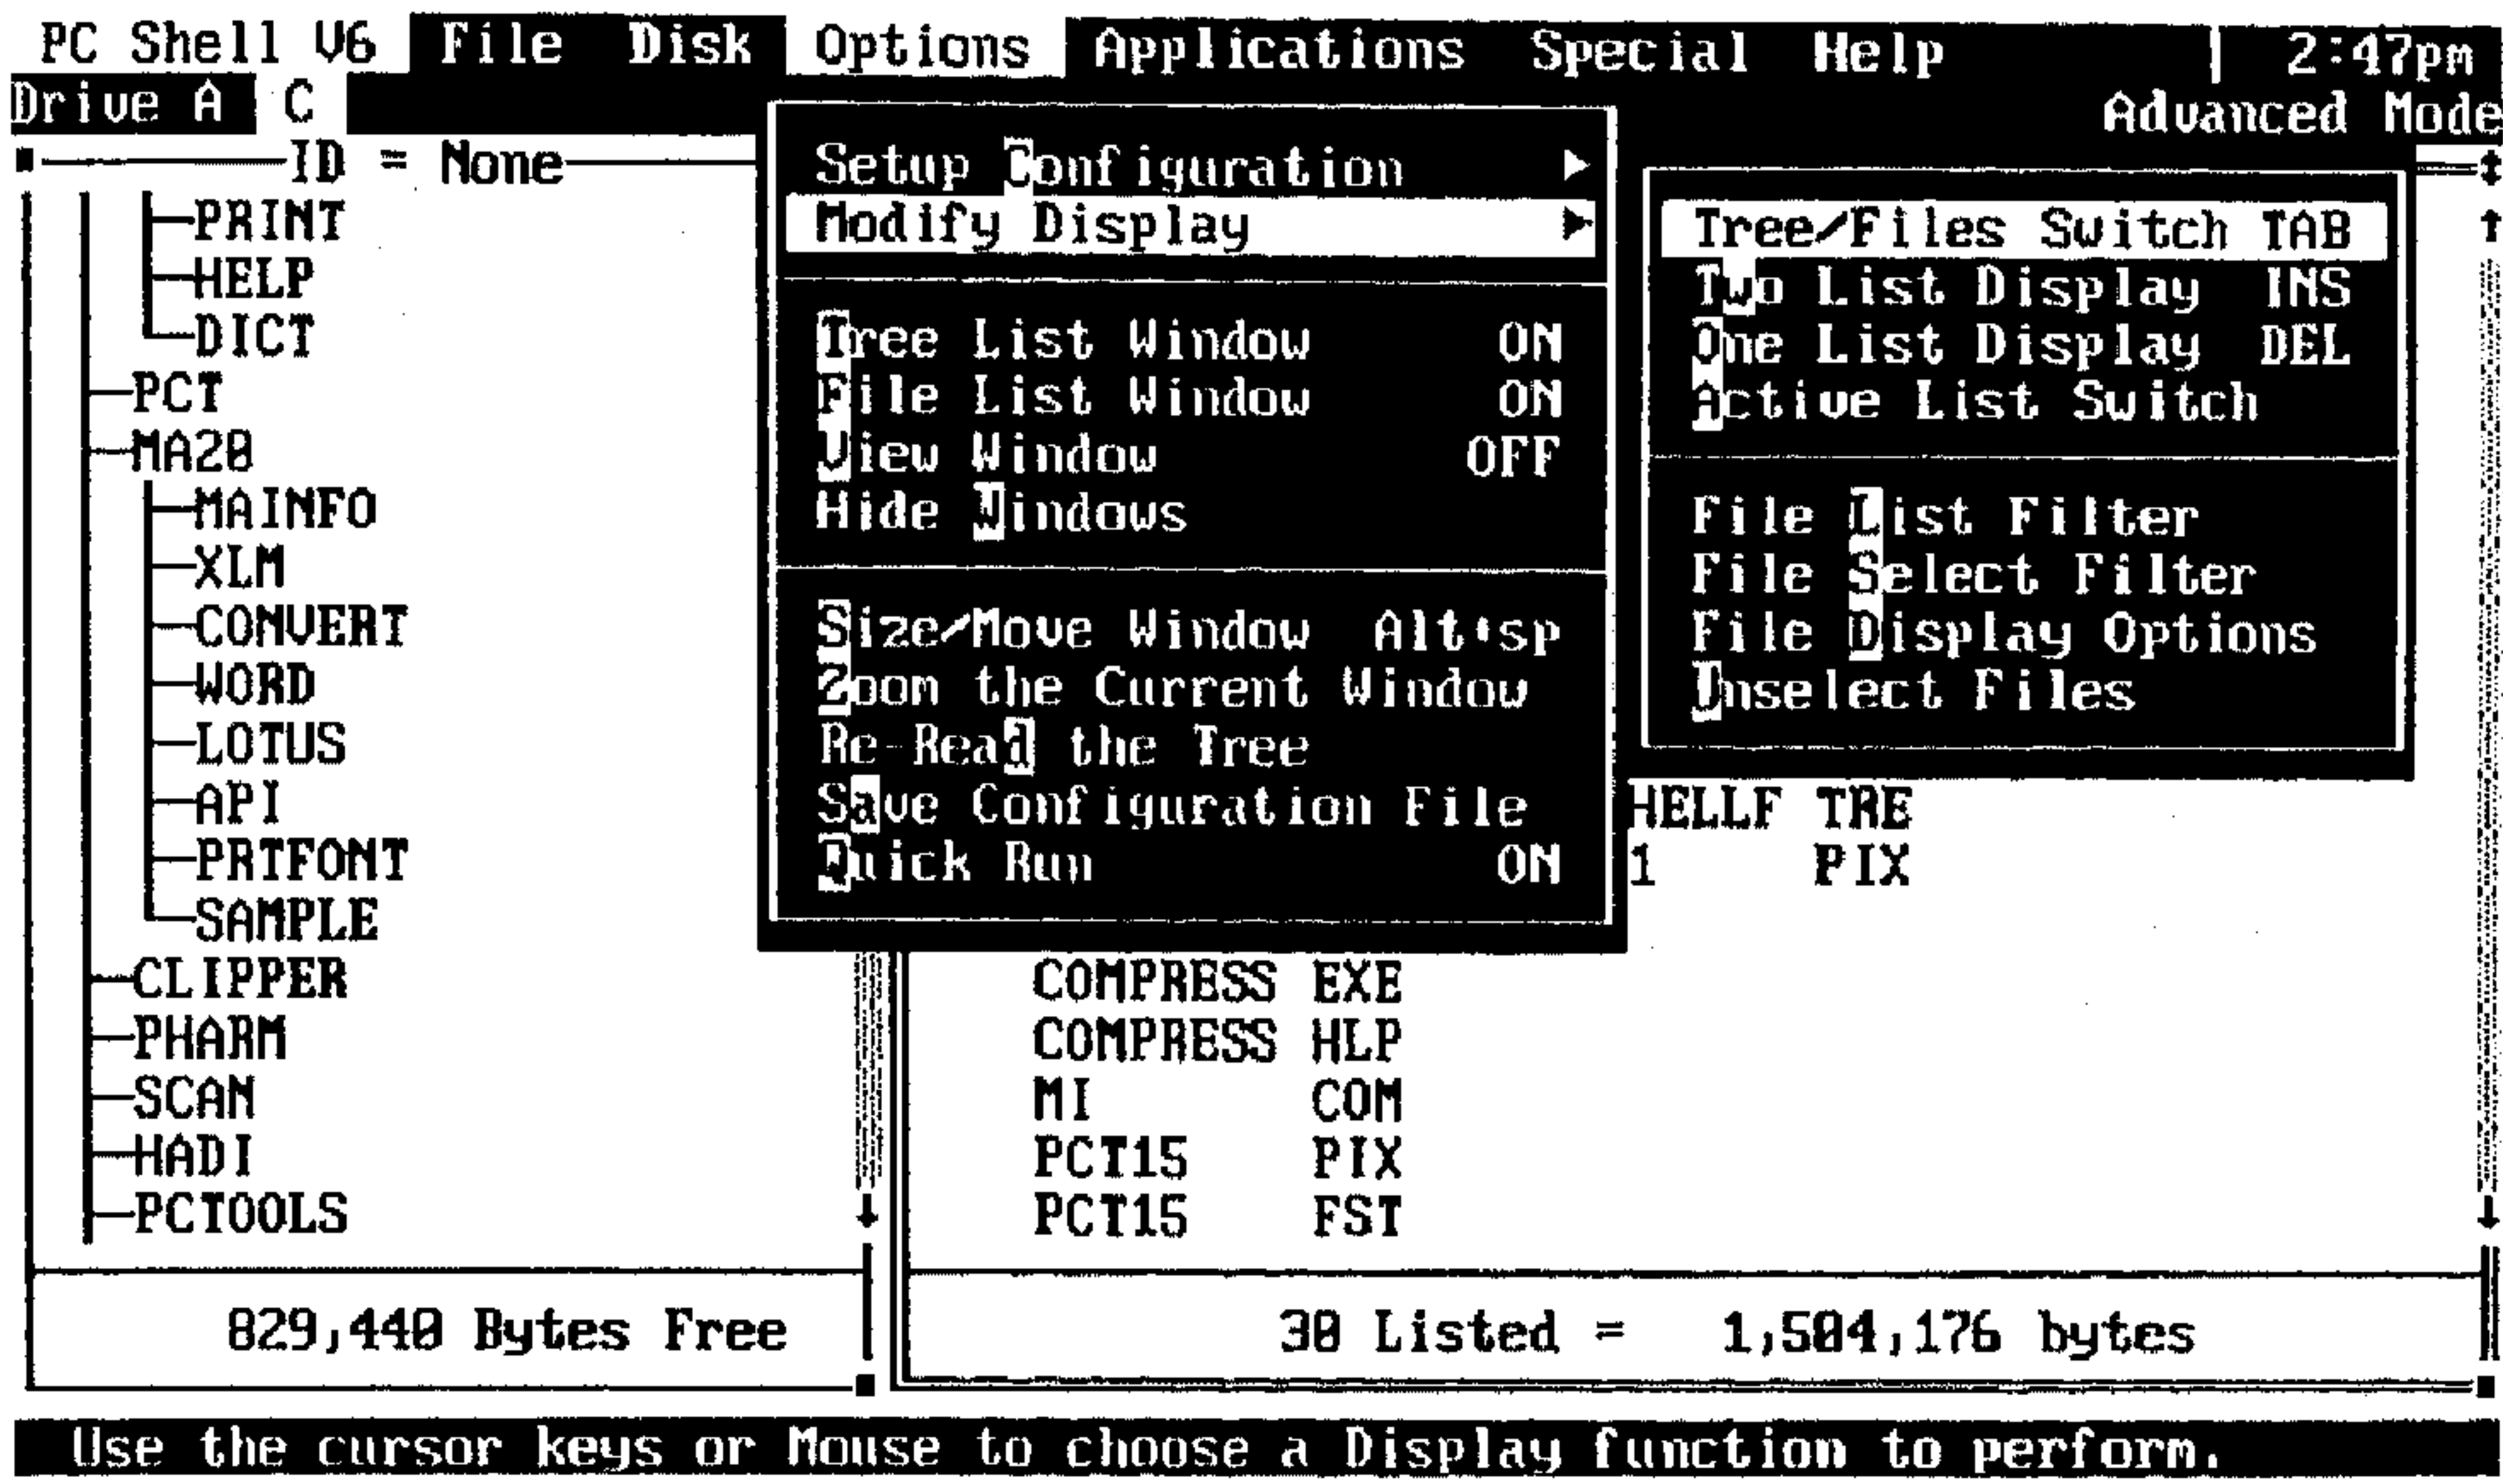 PC Shell V6 File Disk Options Applications Special Help | 2:47pm
Drive A C
Advanced Mode
ID = None
PRINT
HELP
DICT
PCT
MA20
MAINFO
XLM
CONVERT
WORD
LOTUS
API
PRTFONT
SAMPLE
CLIPPER
PHARM
SCAN
HADI
PCTOOLS
829,440 Bytes Free
Setup Configuration ►
Modify Display ►
Tree List Window ON
File List Window ON
View Window OFF
Hide Windows
Size/Move Window Alt•sp
Zoom the Current Window
Re-Read the Tree
Save Configuration File
Quick Run ON
Tree/Files Switch TAB
Two List Display INS
One List Display DEL
Active List Switch
File List Filter
File Select Filter
File Display Options
Unselect Files
HELLF TRE
1 PIX
COMPRESS EXE
COMPRESS HLP
MI COM
PCT15 PIX
PCT15 FST
30 Listed = 1,504,176 bytes
Use the cursor keys or Mouse to choose a Display function to perform.